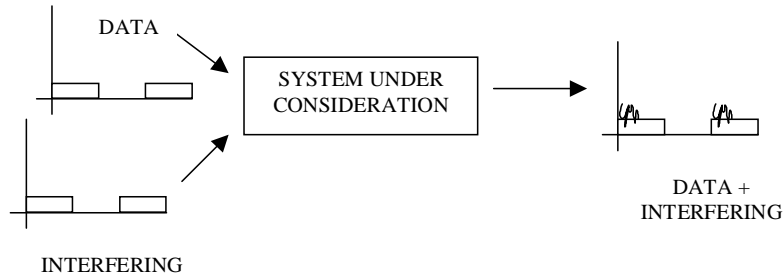 DATA
SYSTEM UNDER
CONSIDERATION
DATA +
INTERFERING
INTERFERING